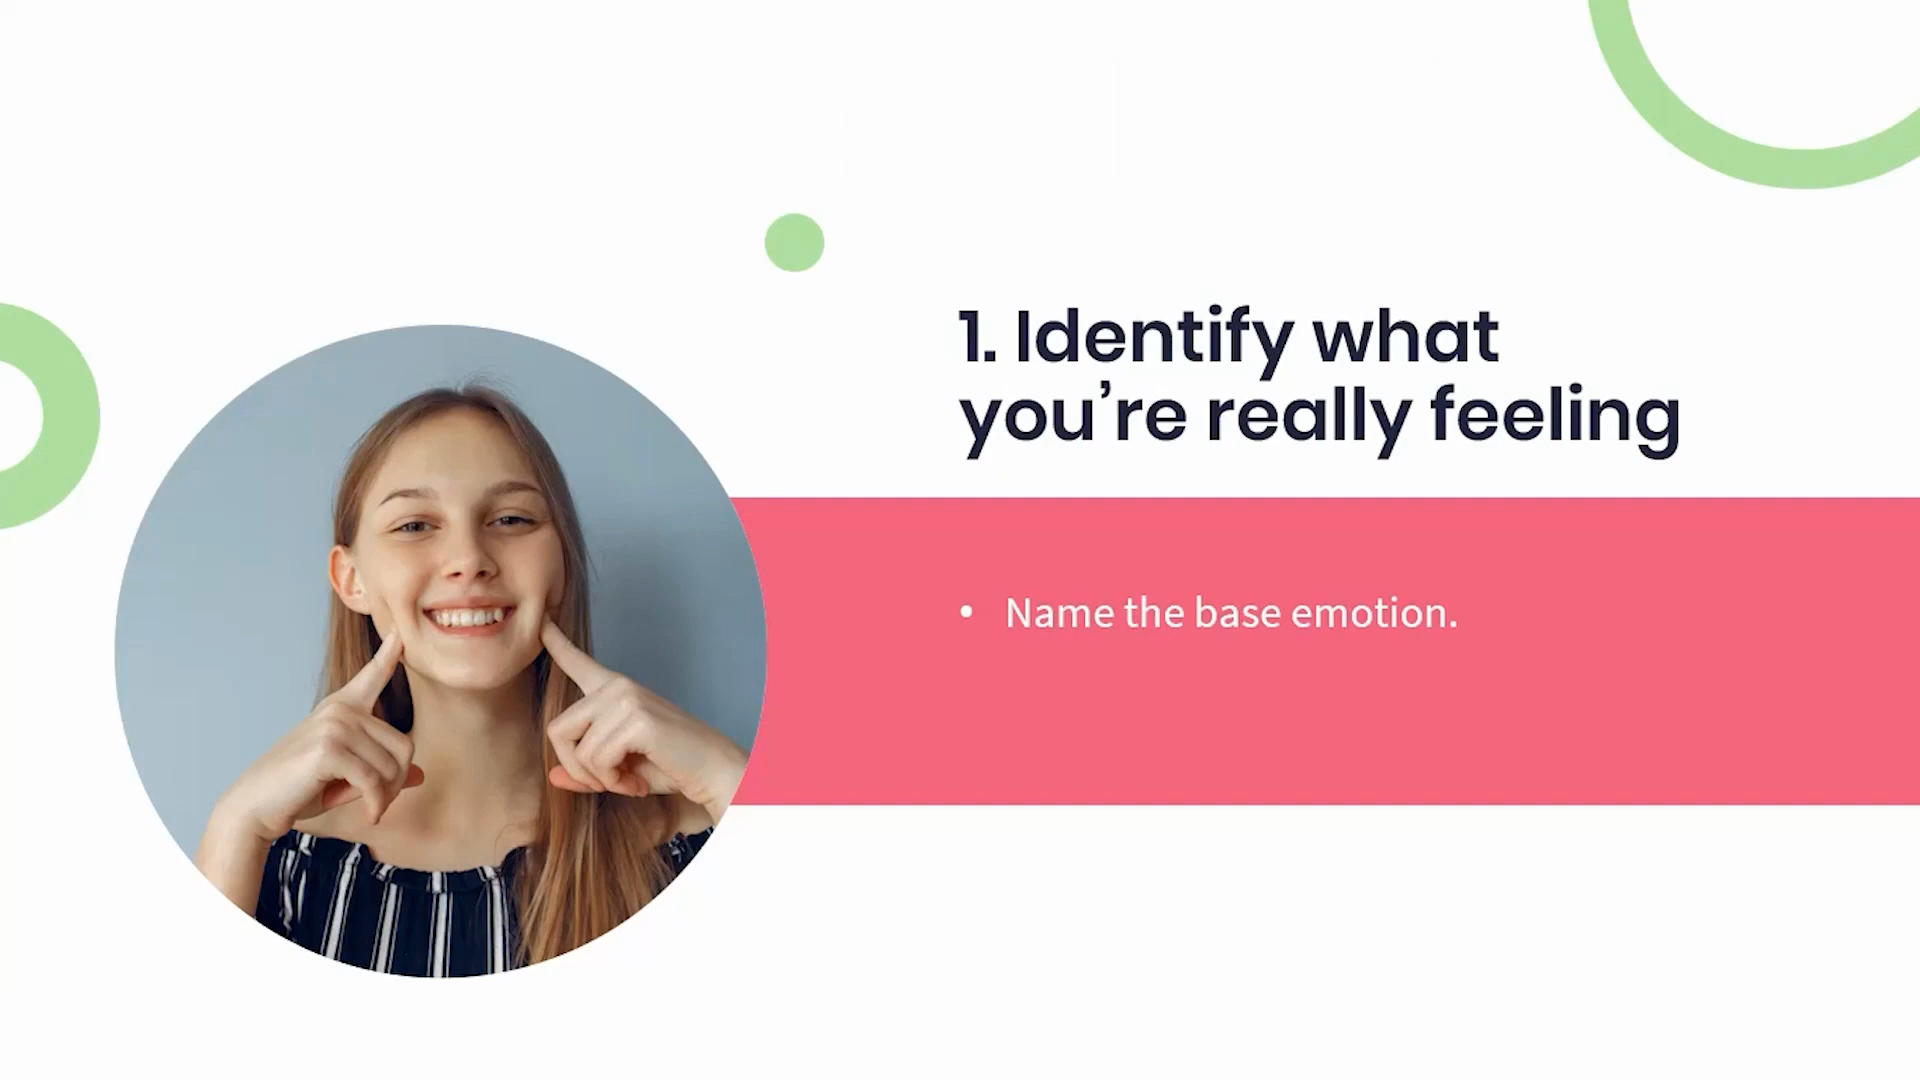 1. Identify what
you’re really feeling
• Name the base emotion.